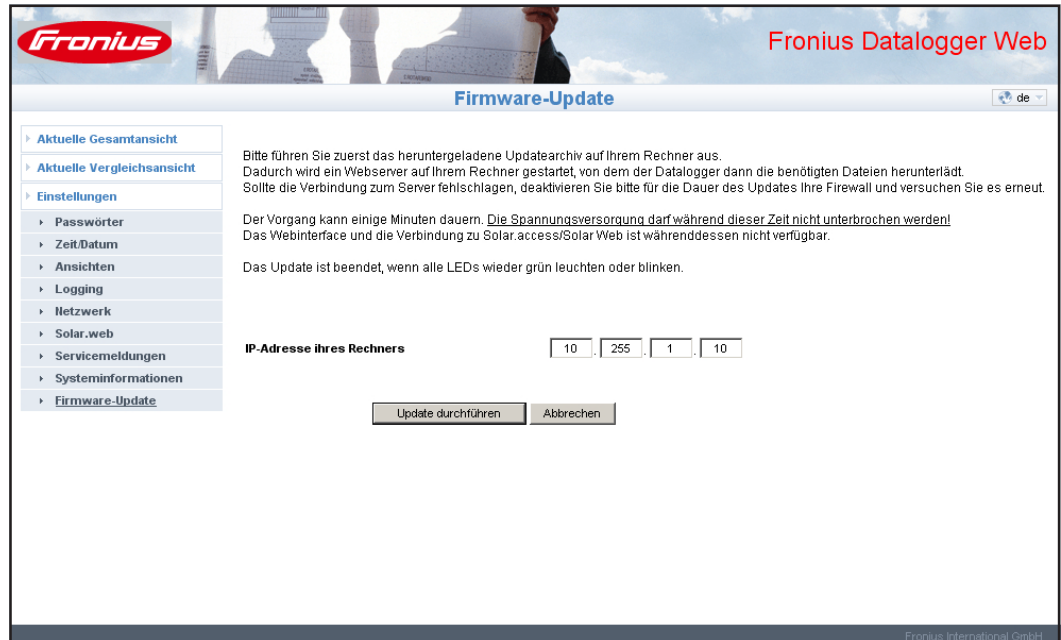 Fronius
Fronius Datalogger Web
Firmware-Update
de
Aktuelle Gesamtansicht
Aktuelle Vergleichsansicht
Einstellungen
Passwörter
Zeit/Datum
Ansichten
Logging
Netzwerk
Solar.web
Servicemeldungen
Systeminformationen
Firmware-Update
Bitte führen Sie zuerst das heruntergeladene Updatearchiv auf Ihrem Rechner aus.
Dadurch wird ein Webserver auf Ihrem Rechner gestartet, von dem der Datalogger dann die benötigten Dateien herunterlädt.
Sollte die Verbindung zum Server fehlschlagen, deaktivieren Sie bitte für die Dauer des Updates Ihre Firewall und versuchen Sie es erneut.
Der Vorgang kann einige Minuten dauern. Die Spannungsversorgung darf während dieser Zeit nicht unterbrochen werden!
Das Webinterface und die Verbindung zu Solar.access/Solar Web ist währenddessen nicht verfügbar.
Das Update ist beendet, wenn alle LEDs wieder grün leuchten oder blinken.
IP-Adresse ihres Rechners 10 . 255 . 1 . 10
Update durchführen Abbrechen
Fronius International GmbH